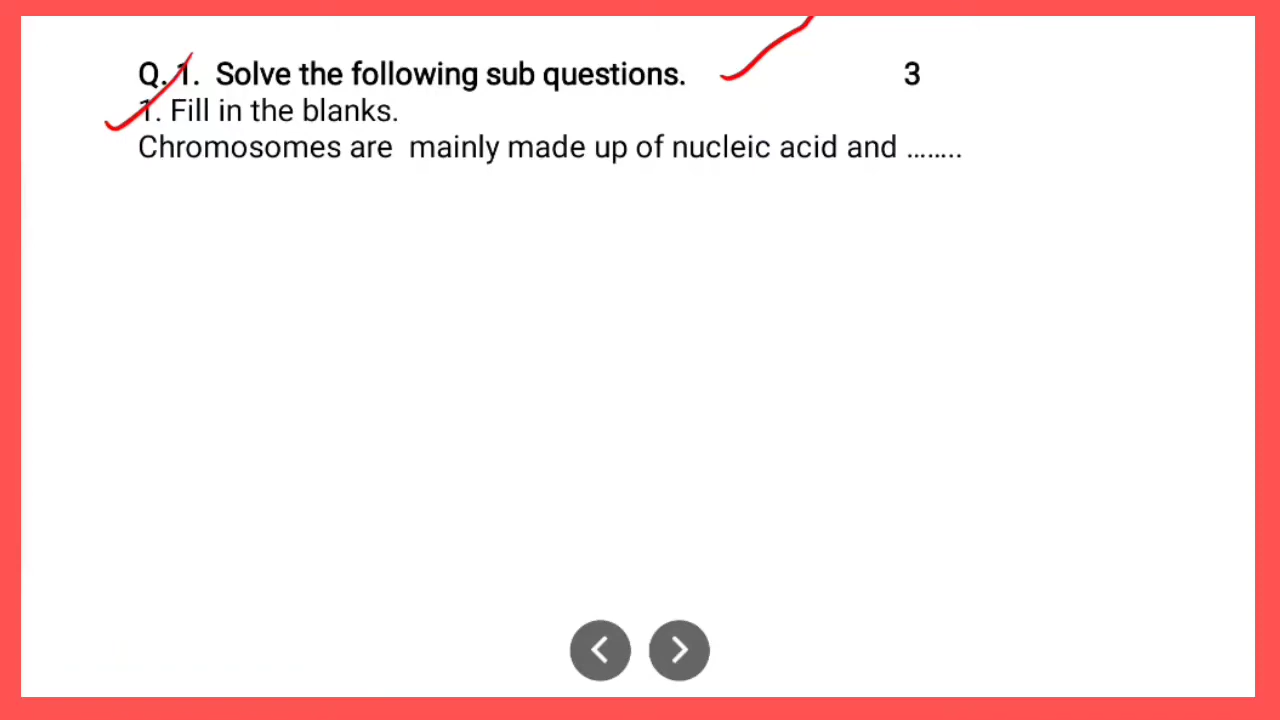 Q. 1. Solve the following sub questions. 3
1. Fill in the blanks.
Chromosomes are mainly made up of nucleic acid and ........